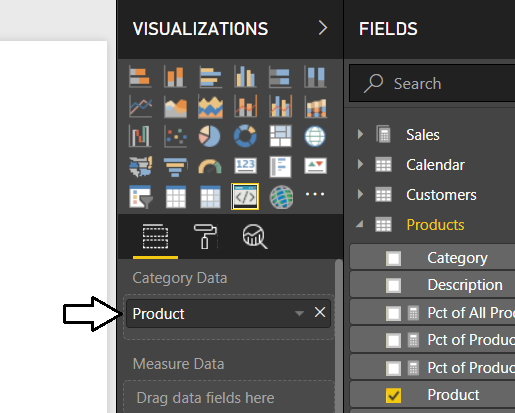 VISUALIZATIONS
Category Data
Product
Measure Data
Drag data fields here
FIELDS
Search
Sales
Calendar
Customers
Products
Category
Description
Pct of All Pro
Pct of Produc
Pct of Produc
Product
123